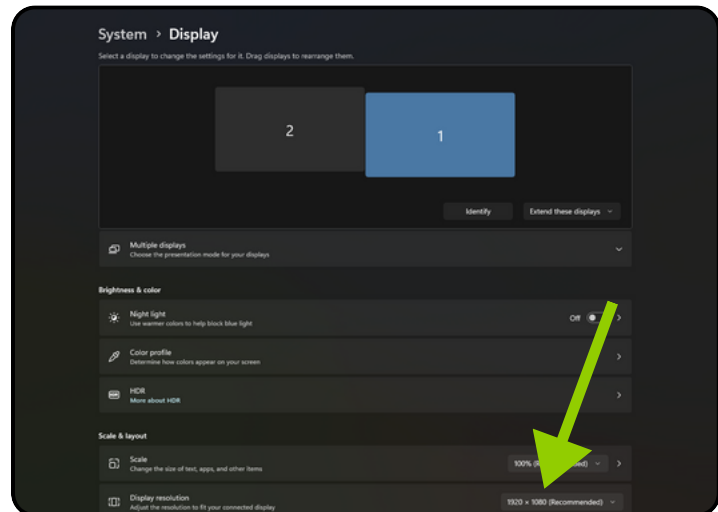 System > Display
Select a display to change the settings for it. Drag displays to rearrange them.
2
1
Identify
Extend these displays
Multiple displays
Choose the presentation mode for your displays
Brightness & color
Night light
Use warmer colors to help block blue light
Off
Color profile
Determine how colors appear on your screen
HDR
HDR
More about HDR
Scale & layout
Scale
Change the size of text, apps, and other items
100%
Display resolution
Adjust the resolution to fit your connected display
1920 × 1080 (Recommended)